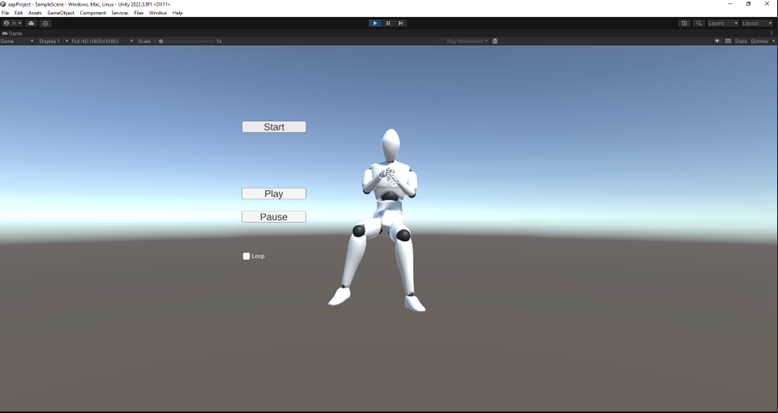 aspProject - SampleScene - Windows, Mac, Linux - Unity 2022.3.8f1 <DX11>
File Edit Assets GameObject Component Services Files Window Help
Layers Layout
Game
Game Display 1 Full HD (1920x1080) Scale 1x Play Maximized Stats Gizmos
Start
Play
Pause
Loop